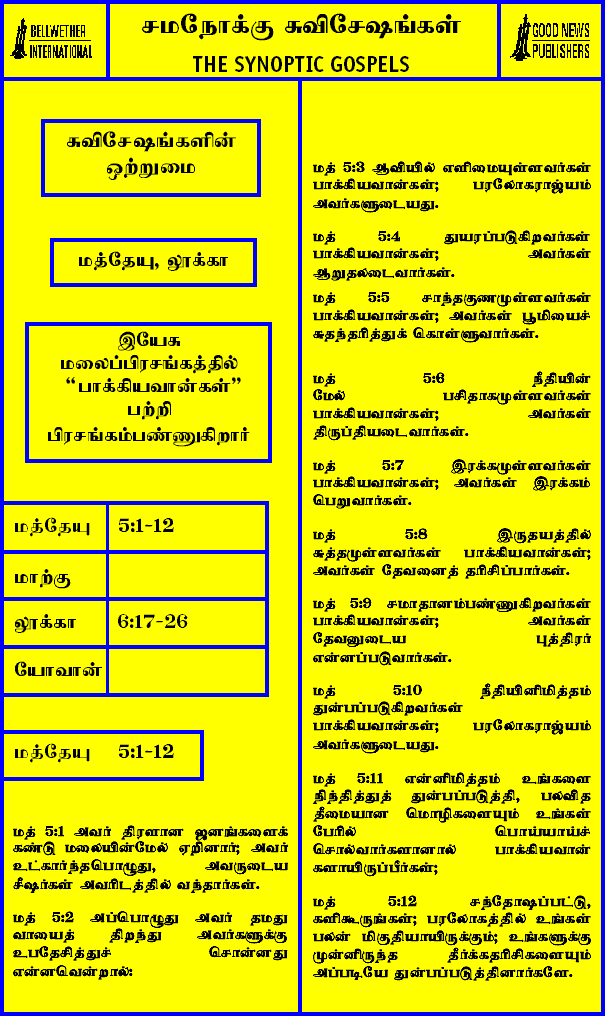 BELLWETHER
INTERNATIONAL
சமநோக்கு சுவிசேஷங்கள்
THE SYNOPTIC GOSPELS
GOOD NEWS
PUBLISHERS
சுவிசேஷங்களின்
ஒற்றுமை
மத்தேயு, லூக்கா
இயேசு
மலைப்பிரசங்கத்தில்
“பாக்கியவான்கள்”
பற்றி
பிரசங்கம்பண்ணுகிறார்
மத்தேயு 5:1-12
மாற்கு
லூக்கா 6:17-26
யோவான்
மத்தேயு 5:1-12
மத் 5:1 அவர் திரளான ஜனங்களைக்
கண்டு மலையின்மேல் ஏறினார்; அவர்
உட்கார்ந்தபொழுது, அவருடைய
சீஷர்கள் அவரிடத்தில் வந்தார்கள்.
மத் 5:2 அப்பொழுது அவர் தமது
வாயைத் திறந்து அவர்களுக்கு
உபதேசித்துச் சொன்னது
என்னவென்றால்:
மத் 5:3 ஆவியில் எளிமையுள்ளவர்கள்
பாக்கியவான்கள்; பரலோகராஜ்யம்
அவர்களுடையது.
மத் 5:4 துயரப்படுகிறவர்கள்
பாக்கியவான்கள்; அவர்கள்
ஆறுதலடைவார்கள்.
மத் 5:5 சாந்தகுணமுள்ளவர்கள்
பாக்கியவான்கள்; அவர்கள் பூமியைச்
சுதந்தரித்துக் கொள்ளுவார்கள்.
மத் 5:6 நீதியின்
மேல் பசிதாகமுள்ளவர்கள்
பாக்கியவான்கள்; அவர்கள்
திருப்தியடைவார்கள்.
மத் 5:7 இரக்கமுள்ளவர்கள்
பாக்கியவான்கள்; அவர்கள் இரக்கம்
பெறுவார்கள்.
மத் 5:8 இருதயத்தில்
சுத்தமுள்ளவர்கள் பாக்கியவான்கள்;
அவர்கள் தேவனைத் தரிசிப்பார்கள்.
மத் 5:9 சமாதானம்பண்ணுகிறவர்கள்
பாக்கியவான்கள்; அவர்கள்
தேவனுடைய புத்திரர்
என்னப்படுவார்கள்.
மத் 5:10 நீதியினிமித்தம்
துன்பப்படுகிறவர்கள்
பாக்கியவான்கள்; பரலோகராஜ்யம்
அவர்களுடையது.
மத் 5:11 என்னிமித்தம் உங்களை
நிந்தித்துத் துன்பப்படுத்தி, பலவித
தீமையான மொழிகளையும் உங்கள்
பேரில் பொய்யாய்ச்
சொல்வார்களானால் பாக்கியவான்
களாயிருப்பீர்கள்;
மத் 5:12 சந்தோஷப்பட்டு,
களிகூருங்கள்; பரலோகத்தில் உங்கள்
பலன் மிகுதியாயிருக்கும்; உங்களுக்கு
முன்னிருந்த தீர்க்கதரிசிகளையும்
அப்படியே துன்பப்படுத்தினார்களே.